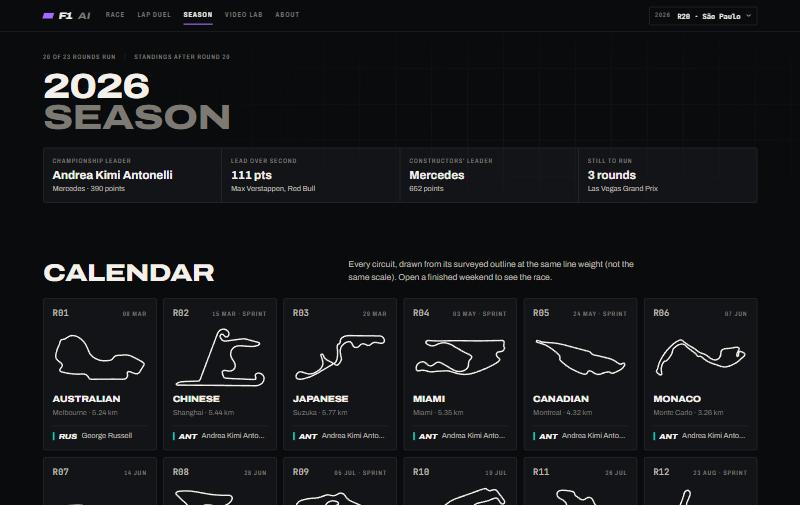 F1 AI RACE LAP DUEL SEASON VIDEO LAB ABOUT 2026 R20 · São Paulo
20 OF 23 ROUNDS RUN STANDINGS AFTER ROUND 20
2026
SEASON
CHAMPIONSHIP LEADER
Andrea Kimi Antonelli
Mercedes · 390 points
LEAD OVER SECOND
111 pts
Max Verstappen, Red Bull
CONSTRUCTORS' LEADER
Mercedes
652 points
STILL TO RUN
3 rounds
Las Vegas Grand Prix
CALENDAR
Every circuit, drawn from its surveyed outline at the same line weight (not the
same scale). Open a finished weekend to see the race.
R01 08 MAR
AUSTRALIAN
Melbourne · 5.24 km
RUS George Russell
R02 15 MAR · SPRINT
CHINESE
Shanghai · 5.44 km
ANT Andrea Kimi Anto...
R03 29 MAR
JAPANESE
Suzuka · 5.77 km
ANT Andrea Kimi Anto...
R04 03 MAY · SPRINT
MIAMI
Miami · 5.35 km
ANT Andrea Kimi Anto...
R05 24 MAY · SPRINT
CANADIAN
Montreal · 4.32 km
ANT Andrea Kimi Anto...
R06 07 JUN
MONACO
Monte Carlo · 3.26 km
ANT Andrea Kimi Anto...
R07 14 JUN
R08 28 JUN
R09 05 JUL · SPRINT
R10 19 JUL
R11 26 JUL
R12 23 AUG · SPRINT